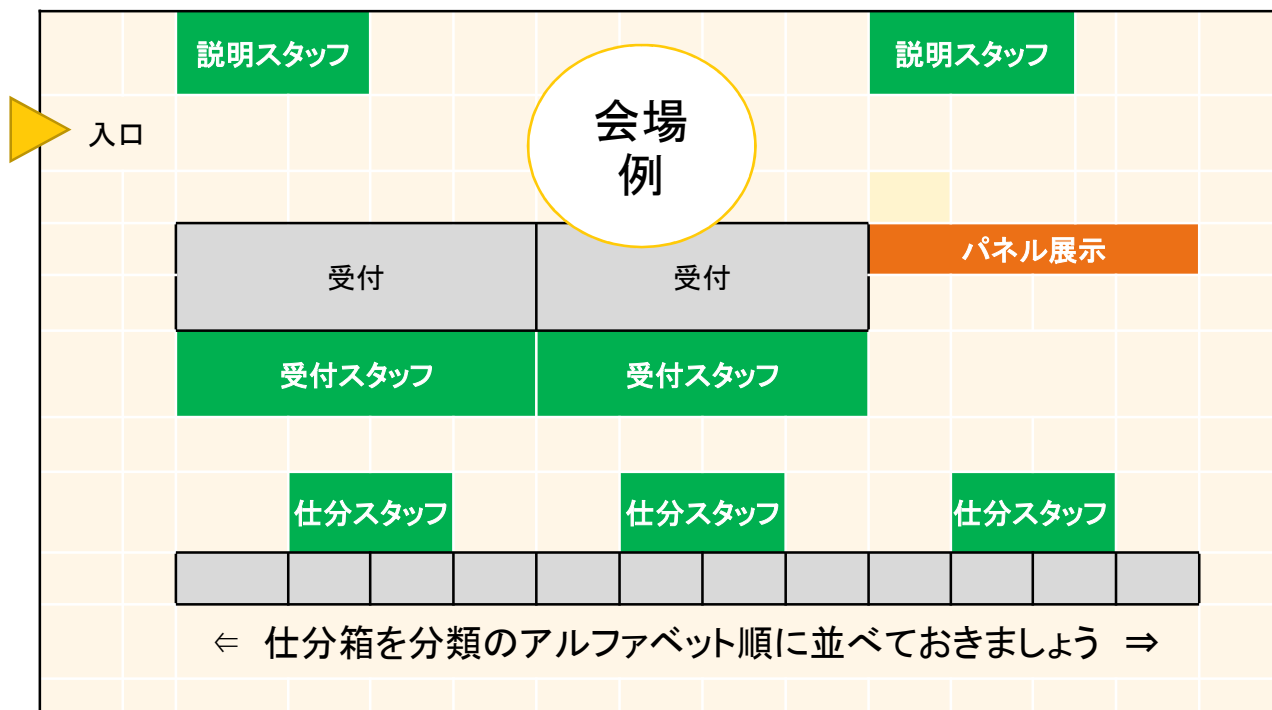 説明スタッフ
説明スタッフ
入口
会場
例
パネル展示
受付
受付
受付スタッフ
受付スタッフ
仕分スタッフ
仕分スタッフ
仕分スタッフ
⇐ 仕分箱を分類のアルファベット順に並べておきましょう ⇒